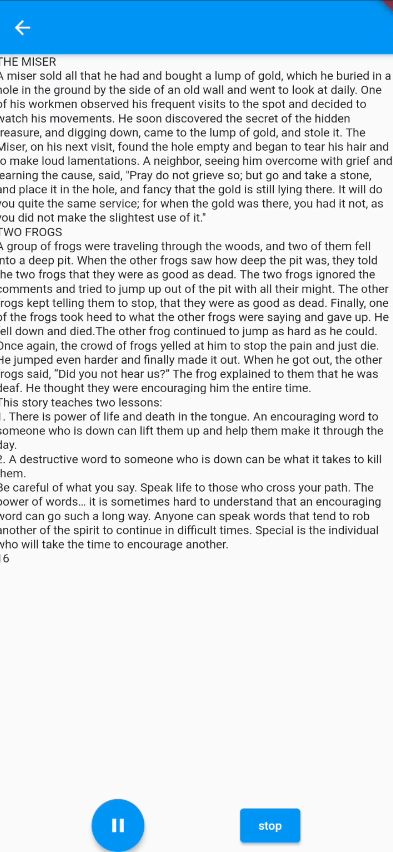 THE MISER
A miser sold all that he had and bought a lump of gold, which he buried in a
hole in the ground by the side of an old wall and went to look at daily. One
of his workmen observed his frequent visits to the spot and decided to
watch his movements. He soon discovered the secret of the hidden
treasure, and digging down, came to the lump of gold, and stole it. The
Miser, on his next visit, found the hole empty and began to tear his hair and
to make loud lamentations. A neighbor, seeing him overcome with grief and
learning the cause, said, "Pray do not grieve so; but go and take a stone,
and place it in the hole, and fancy that the gold is still lying there. It will do
you quite the same service; for when the gold was there, you had it not, as
you did not make the slightest use of it."
TWO FROGS
A group of frogs were traveling through the woods, and two of them fell
into a deep pit. When the other frogs saw how deep the pit was, they told
the two frogs that they were as good as dead. The two frogs ignored the
comments and tried to jump up out of the pit with all their might. The other
frogs kept telling them to stop, that they were as good as dead. Finally, one
of the frogs took heed to what the other frogs were saying and gave up. He
fell down and died.The other frog continued to jump as hard as he could.
Once again, the crowd of frogs yelled at him to stop the pain and just die.
He jumped even harder and finally made it out. When he got out, the other
frogs said, “Did you not hear us?” The frog explained to them that he was
deaf. He thought they were encouraging him the entire time.
This story teaches two lessons:
1. There is power of life and death in the tongue. An encouraging word to
someone who is down can lift them up and help them make it through the
day.
2. A destructive word to someone who is down can be what it takes to kill
them.
Be careful of what you say. Speak life to those who cross your path. The
power of words… it is sometimes hard to understand that an encouraging
word can go such a long way. Anyone can speak words that tend to rob
another of the spirit to continue in difficult times. Special is the individual
who will take the time to encourage another.
16
stop